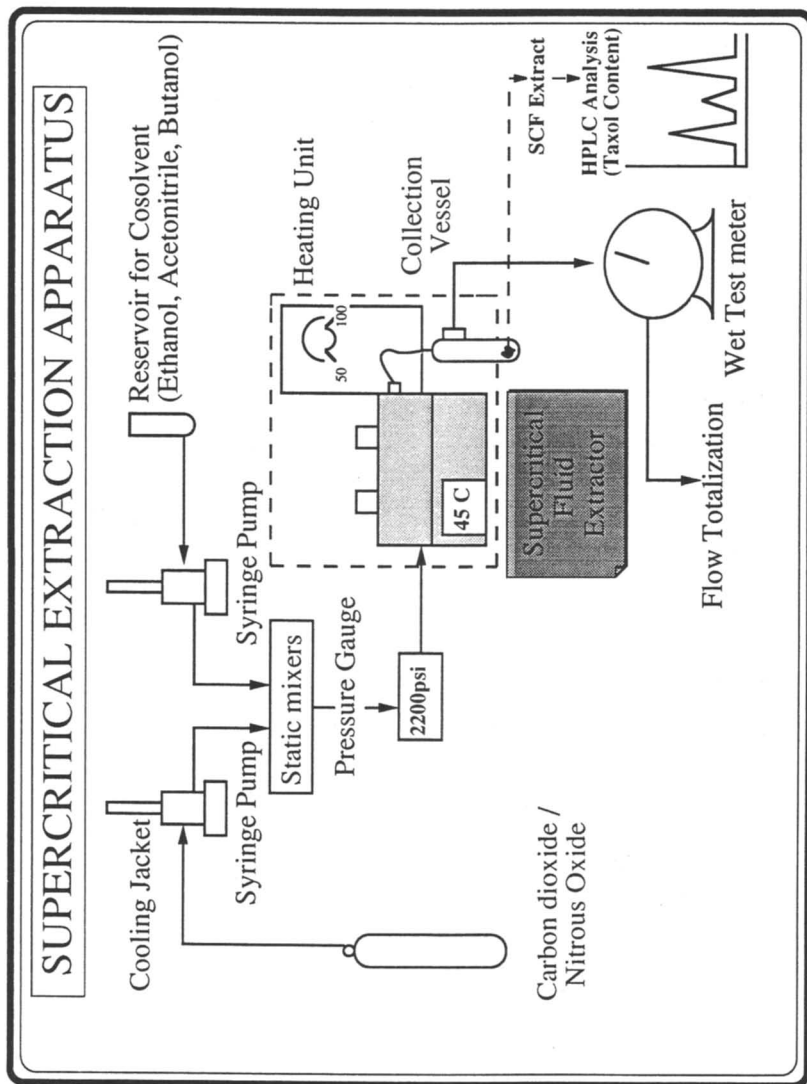 SUPERCRITICAL EXTRACTION APPARATUS
Cooling Jacket
Syringe Pump
Syringe Pump
Reservoir for Cosolvent
(Ethanol, Acetonitrile, Butanol)
Static mixers
Pressure Gauge
2200psi
Carbon dioxide /
Nitrous Oxide
Heating Unit
50
100
45 C
Collection
Vessel
Supercritical
Fluid
Extractor
SCF Extract
HPLC Analysis
(Taxol Content)
Wet Test meter
Flow Totalization